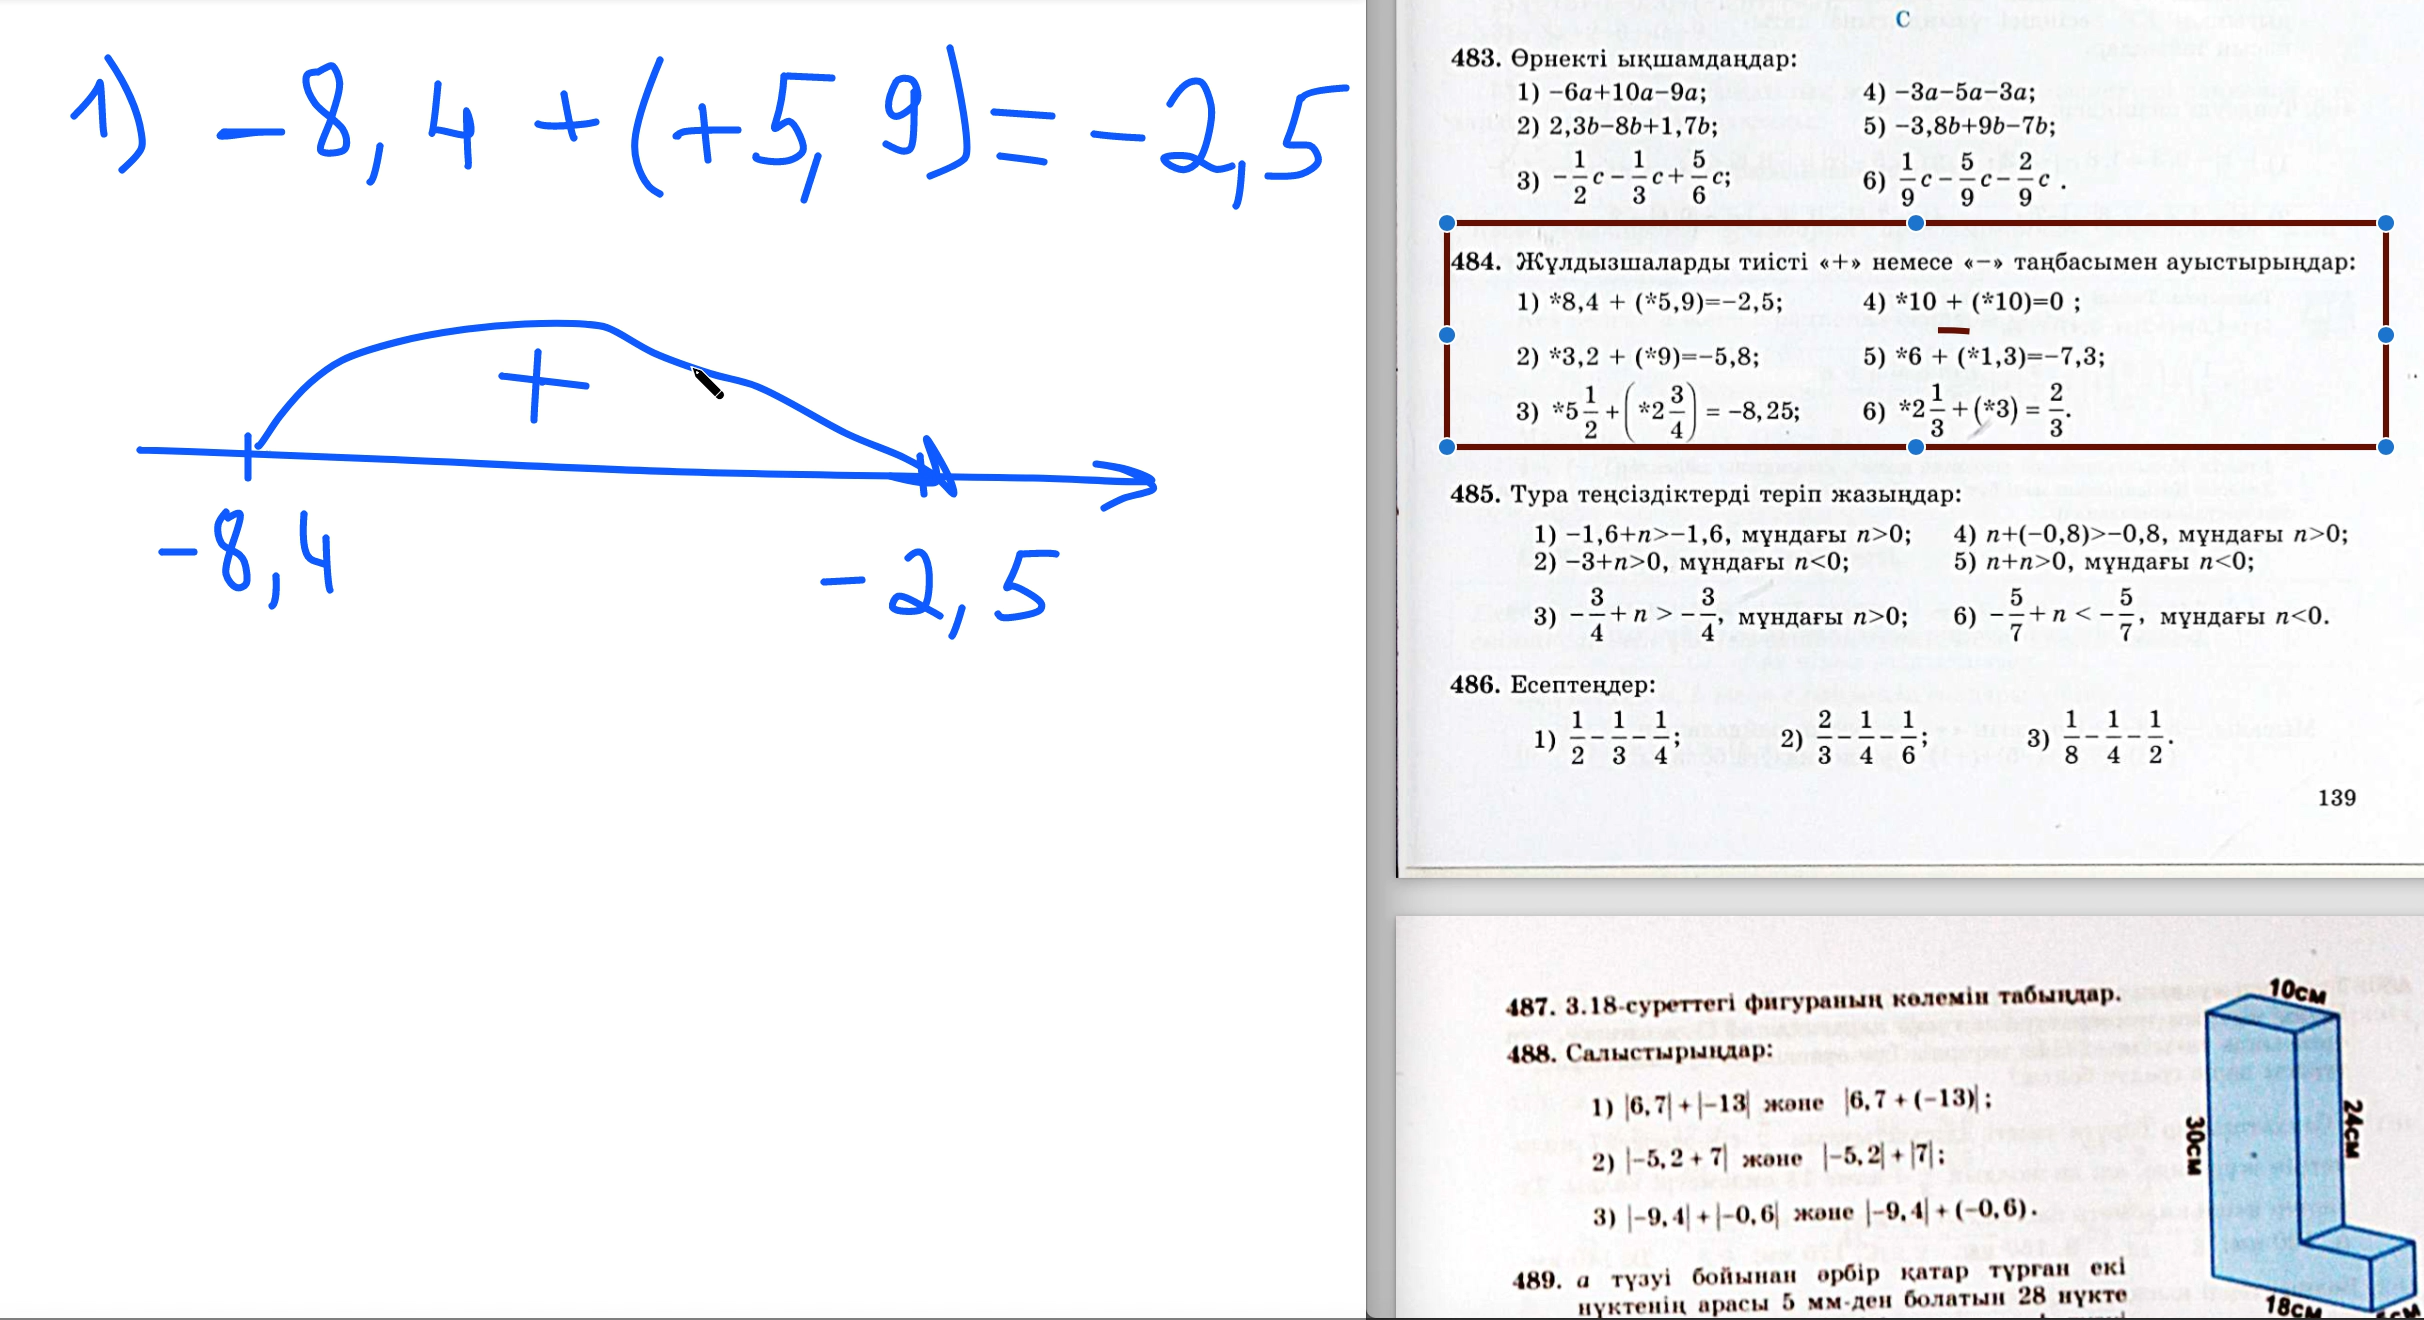 1) -8,4 + (+5,9) = -2,5
+
-8,4
-2,5
C
483. Өрнекті ықшамдаңдар:
1) −6a+10a−9a; 4) −3a−5a−3a;
2) 2,3b−8b+1,7b; 5) −3,8b+9b−7b;
3) −1/2 c − 1/3 c + 5/6 c; 6) 1/9 c − 5/9 c − 2/9 c .
484. Жұлдызшаларды тиісті «+» немесе «−» таңбасымен ауыстырыңдар:
1) *8,4 + (*5,9)=−2,5; 4) *10 + (*10)=0 ;
2) *3,2 + (*9)=−5,8; 5) *6 + (*1,3)=−7,3;
3) *5 1/2 + (*2 3/4) = −8,25; 6) *2 1/3 + (*3) = 2/3.
485. Тура теңсіздіктерді теріп жазыңдар:
1) −1,6+n>−1,6, мұндағы n>0; 4) n+(−0,8)>−0,8, мұндағы n>0;
2) −3+n>0, мұндағы n<0; 5) n+n>0, мұндағы n<0;
3) −3/4 + n > −3/4, мұндағы n>0; 6) −5/7 + n < −5/7, мұндағы n<0.
486. Есептеңдер:
1) 1/2 − 1/3 − 1/4; 2) 2/3 − 1/4 − 1/6; 3) 1/8 − 1/4 − 1/2.
139
487. 3.18-суреттегі фигураның көлемін табыңдар.
488. Салыстырыңдар:
1) |6,7| + |−13| және |6,7 + (−13)| ;
2) |−5,2 + 7| және |−5,2| + |7| ;
3) |−9,4| + |−0,6| және |−9,4| + (−0,6).
489. a түзуі бойынан әрбір қатар тұрған екі
нүктенің арасы 5 мм-ден болатын 28 нүкте
10см
30см
24см
18см